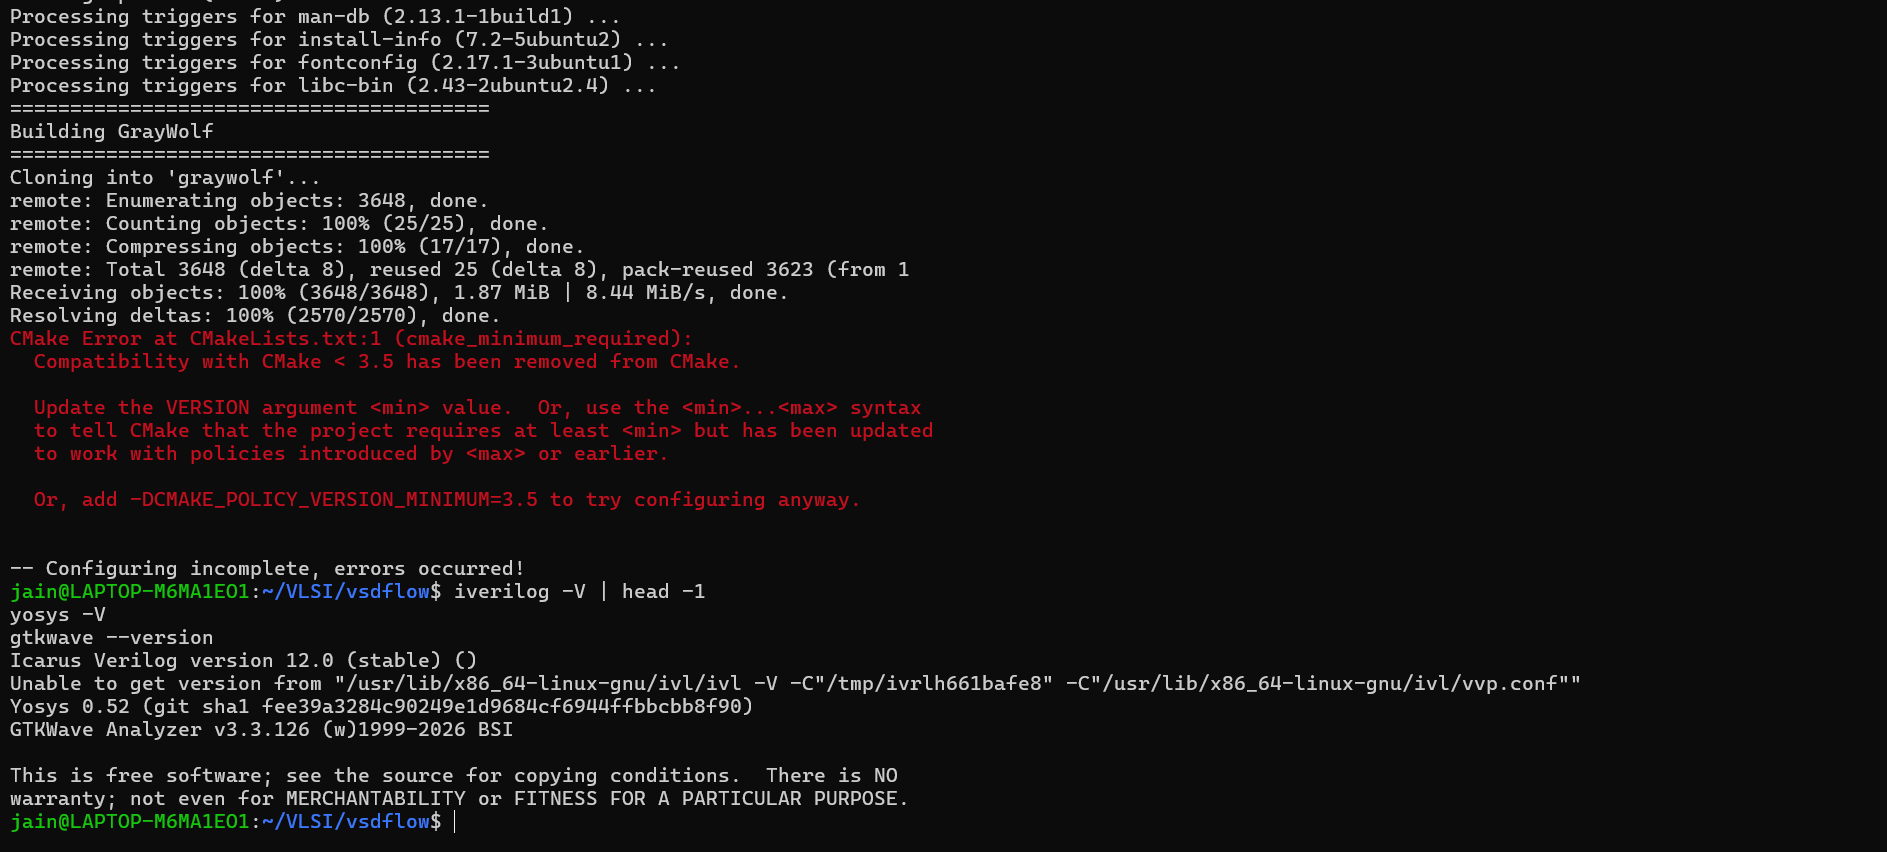 Processing triggers for man-db (2.13.1-1build1) ...
Processing triggers for install-info (7.2-5ubuntu2) ...
Processing triggers for fontconfig (2.17.1-3ubuntu1) ...
Processing triggers for libc-bin (2.43-2ubuntu2.4) ...
========================================
Building GrayWolf
========================================
Cloning into 'graywolf'...
remote: Enumerating objects: 3648, done.
remote: Counting objects: 100% (25/25), done.
remote: Compressing objects: 100% (17/17), done.
remote: Total 3648 (delta 8), reused 25 (delta 8), pack-reused 3623 (from 1
Receiving objects: 100% (3648/3648), 1.87 MiB | 8.44 MiB/s, done.
Resolving deltas: 100% (2570/2570), done.
CMake Error at CMakeLists.txt:1 (cmake_minimum_required):
  Compatibility with CMake < 3.5 has been removed from CMake.

  Update the VERSION argument <min> value.  Or, use the <min>...<max> syntax
  to tell CMake that the project requires at least <min> but has been updated
  to work with policies introduced by <max> or earlier.

  Or, add -DCMAKE_POLICY_VERSION_MINIMUM=3.5 to try configuring anyway.


-- Configuring incomplete, errors occurred!
jain@LAPTOP-M6MA1EO1:~/VLSI/vsdflow$ iverilog -V | head -1
yosys -V
gtkwave --version
Icarus Verilog version 12.0 (stable) ()
Unable to get version from "/usr/lib/x86_64-linux-gnu/ivl/ivl -V -C"/tmp/ivrlh661bafe8" -C"/usr/lib/x86_64-linux-gnu/ivl/vvp.conf""
Yosys 0.52 (git sha1 fee39a3284c90249e1d9684cf6944ffbbcbb8f90)
GTKWave Analyzer v3.3.126 (w)1999-2026 BSI

This is free software; see the source for copying conditions.  There is NO
warranty; not even for MERCHANTABILITY or FITNESS FOR A PARTICULAR PURPOSE.
jain@LAPTOP-M6MA1EO1:~/VLSI/vsdflow$